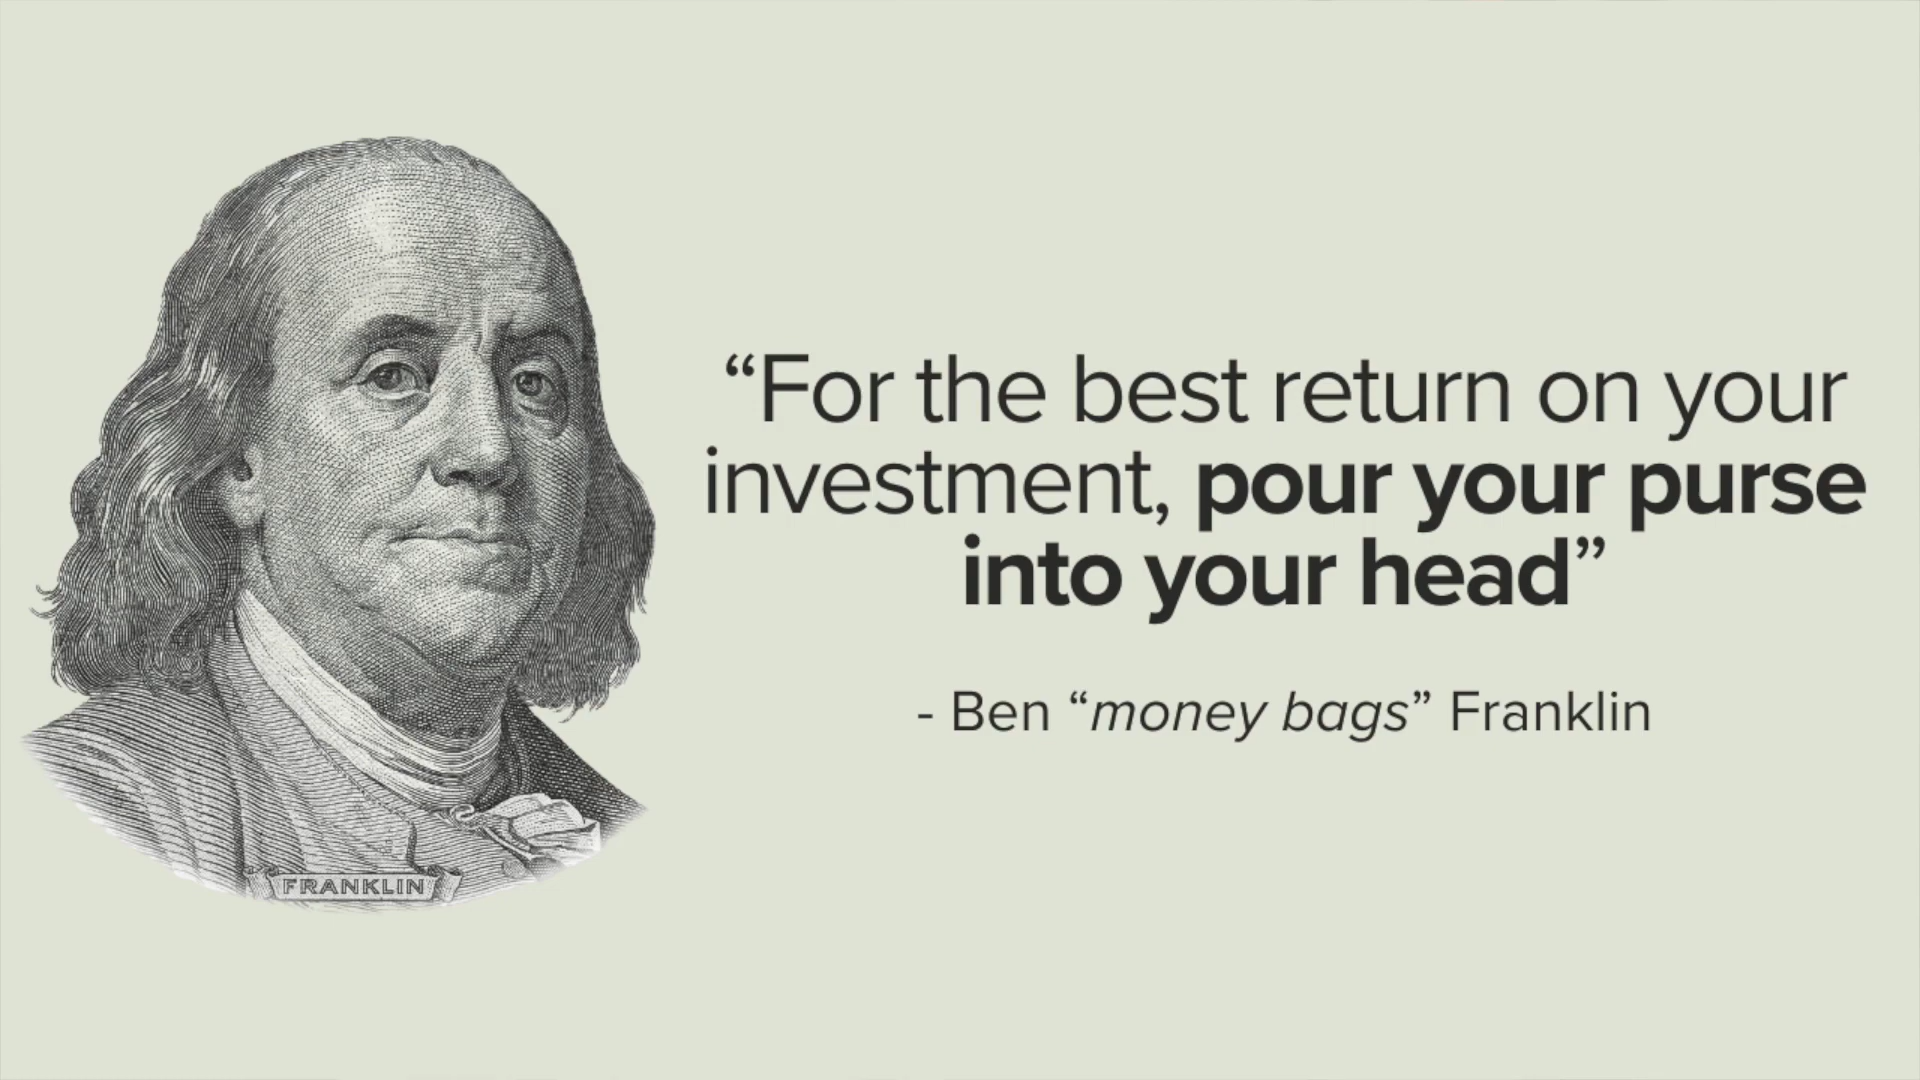 “For the best return on your
investment, pour your purse
into your head”
- Ben “money bags” Franklin
FRANKLIN